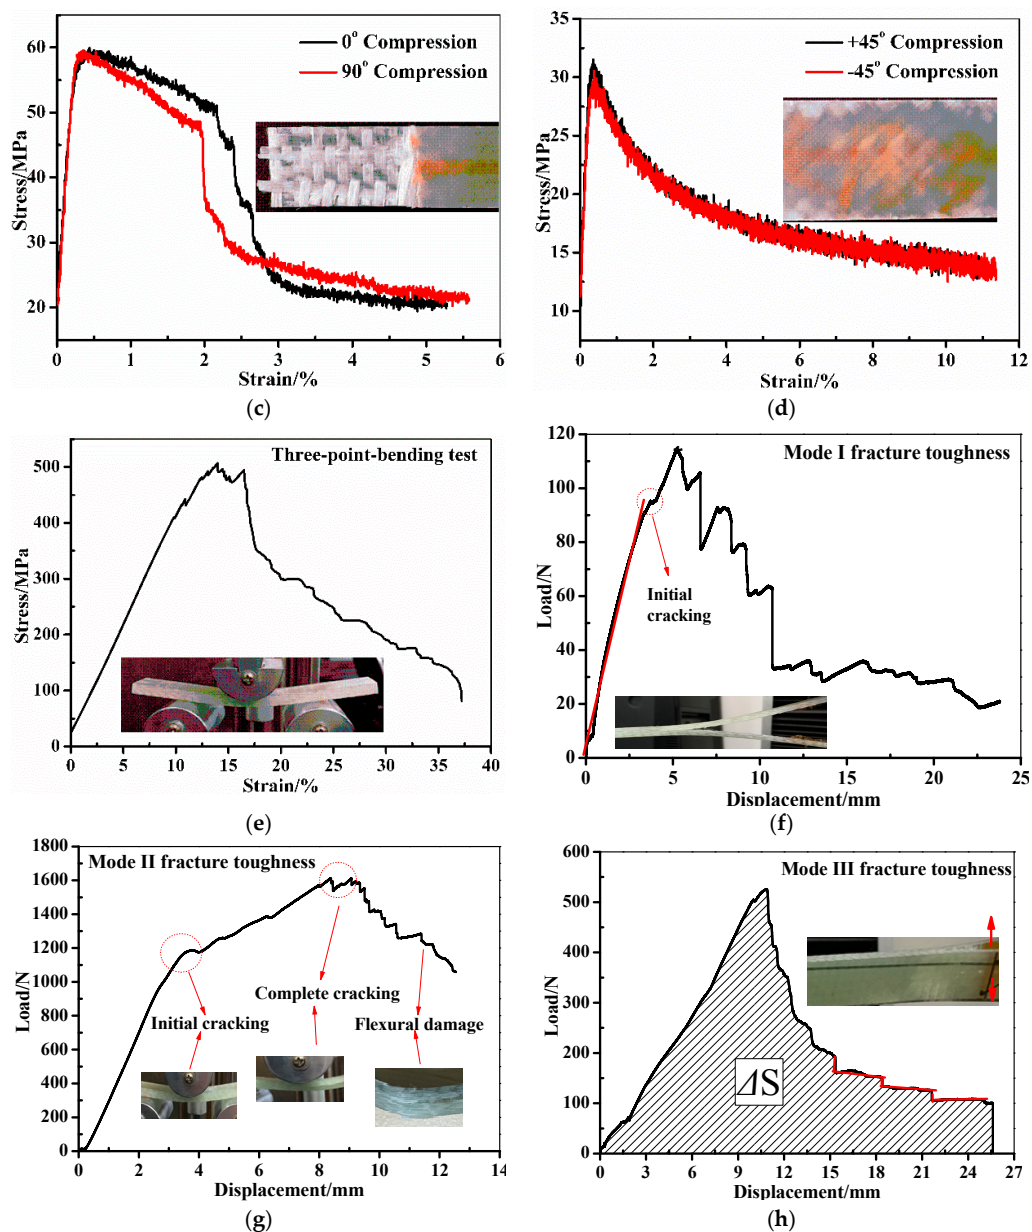 0° Compression
90° Compression
60
50
40
30
20
Stress/MPa
0 1 2 3 4 5 6
Strain/%
(c)
+45° Compression
-45° Compression
35
30
25
20
15
10
Stress/MPa
0 2 4 6 8 10 12
Strain/%
(d)
Three-point-bending test
500
400
300
200
100
0
Stress/MPa
0 5 10 15 20 25 30 35 40
Strain/%
(e)
Mode I fracture toughness
120
100
80
60
40
20
0
Load/N
Initial
cracking
0 5 10 15 20 25
Displacement/mm
(f)
Mode II fracture toughness
1800
1600
1400
1200
1000
800
600
400
200
0
Load/N
Complete cracking
Initial cracking
Flexural damage
0 2 4 6 8 10 12 14
Displacement/mm
(g)
Mode III fracture toughness
600
500
400
300
200
100
0
Load/N
ΔS
0 3 6 9 12 15 18 21 24 27
Displacement/mm
(h)